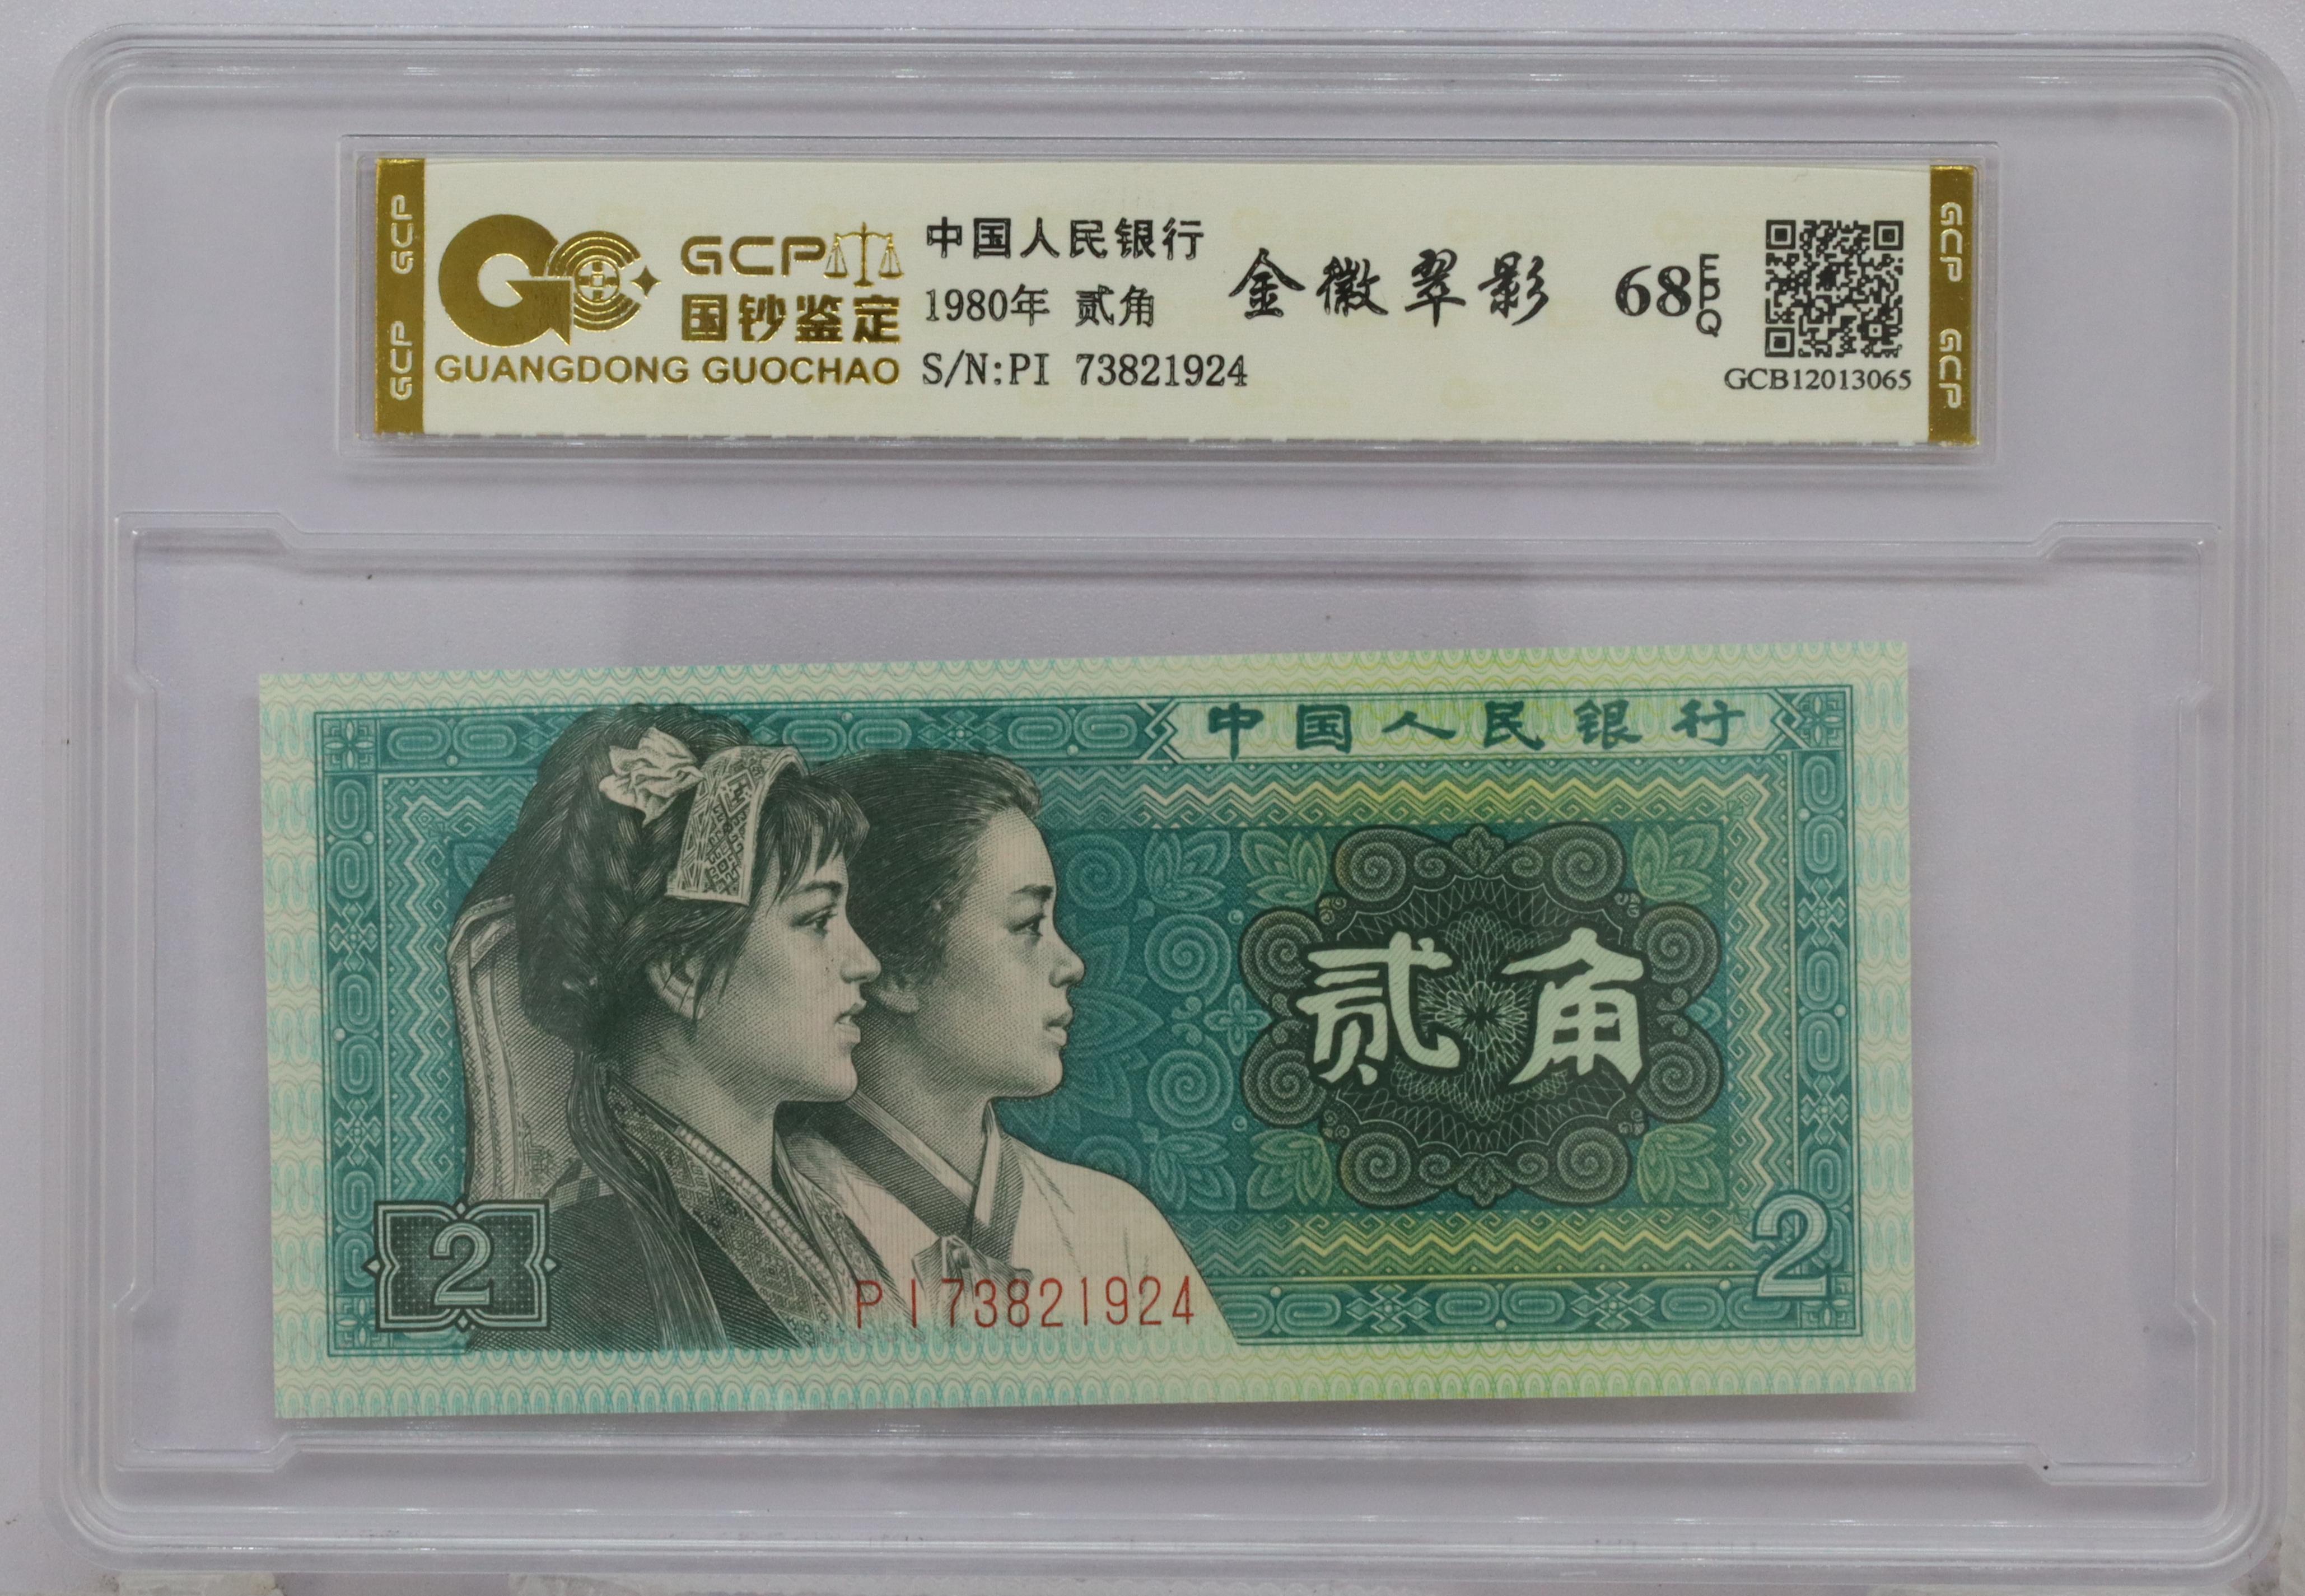 GCP
GCP
GCP
国钞鉴定
GUANGDONG GUOCHAO
中国人民银行
1980年 贰角
S/N:PI 73821924
金徽翠影
68 EPQ
GCB12013065
GCP
GCP
中国人民银行
贰角
2
2
PI73821924